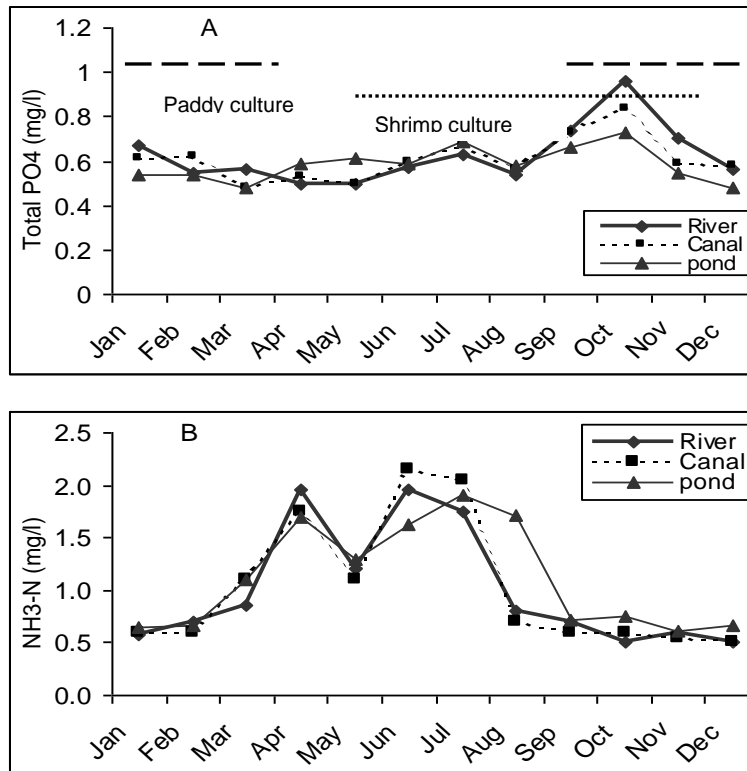 A
Total PO4 (mg/l)
1.2
1
0.8
0.6
0.4
0.2
0
Paddy culture
Shrimp culture
River
Canal
pond
Jan
Feb
Mar
Apr
May
Jun
Jul
Aug
Sep
Oct
Nov
Dec
B
NH3-N (mg/l)
2.5
2.0
1.5
1.0
0.5
0.0
River
Canal
pond
Jan
Feb
Mar
Apr
May
Jun
Jul
Aug
Sep
Oct
Nov
Dec